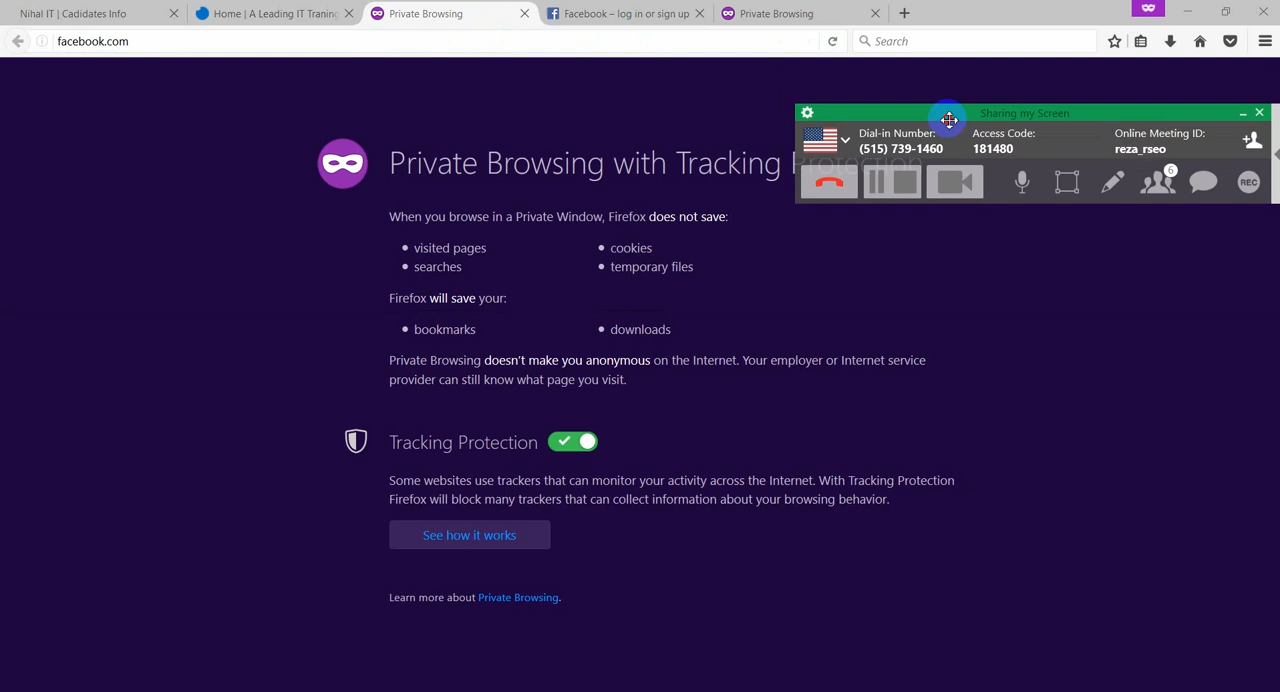 Nihal IT | Cadidates Info
Home | A Leading IT Traning
Private Browsing
Facebook – log in or sign up
Private Browsing
facebook.com
Search
Sharing my Screen
Dial-in Number:
(515) 739-1460
Access Code:
181480
Online Meeting ID:
reza_rseo
6
REC
Private Browsing with Tracking Protection
When you browse in a Private Window, Firefox does not save:
visited pages
cookies
searches
temporary files
Firefox will save your:
bookmarks
downloads
Private Browsing doesn't make you anonymous on the Internet. Your employer or Internet service
provider can still know what page you visit.
Tracking Protection
Some websites use trackers that can monitor your activity across the Internet. With Tracking Protection
Firefox will block many trackers that can collect information about your browsing behavior.
See how it works
Learn more about Private Browsing.